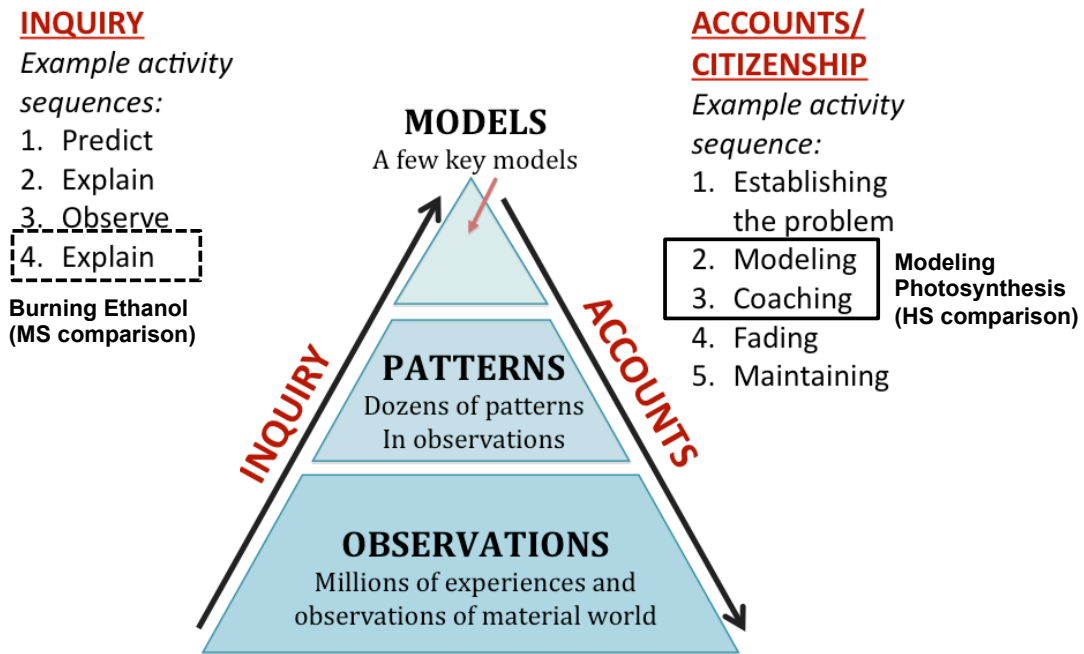 INQUIRY
Example activity
sequences:
1. Predict
2. Explain
3. Observe
4. Explain
Burning Ethanol
(MS comparison)
MODELS
A few key models
INQUIRY
PATTERNS
Dozens of patterns
In observations
ACCOUNTS
OBSERVATIONS
Millions of experiences and
observations of material world
ACCOUNTS/
CITIZENSHIP
Example activity
sequence:
1. Establishing
the problem
2. Modeling
3. Coaching
4. Fading
5. Maintaining
Modeling
Photosynthesis
(HS comparison)